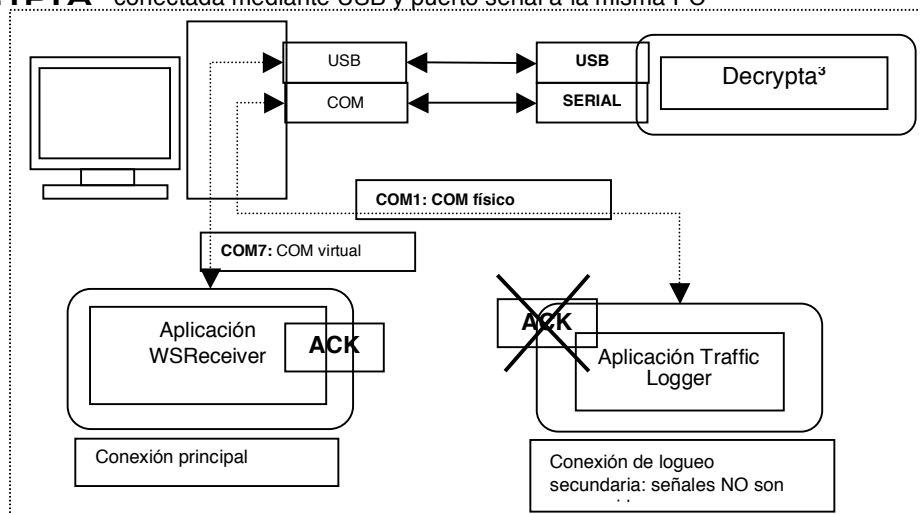 conectada mediante USB y puerto serial a la misma PC
USB
USB
Decrypta³
COM
SERIAL
COM1: COM físico
COM7: COM virtual
Aplicación
WSReceiver
ACK
ACK
Aplicación Traffic
Logger
Conexión principal
Conexión de logueo
secundaria: señales NO son